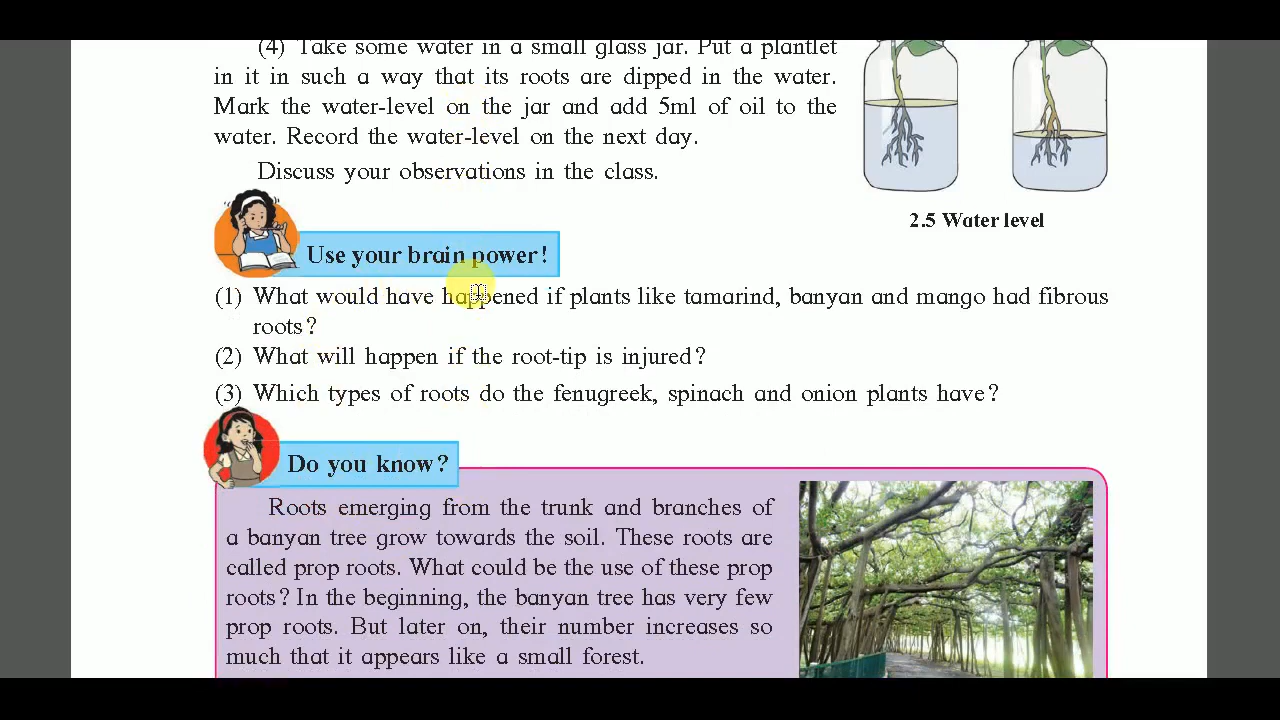 (4) Take some water in a small glass jar. Put a plantlet
in it in such a way that its roots are dipped in the water.
Mark the water-level on the jar and add 5ml of oil to the
water. Record the water-level on the next day.
Discuss your observations in the class.
2.5 Water level
Use your brain power!
(1) What would have happened if plants like tamarind, banyan and mango had fibrous
roots?
(2) What will happen if the root-tip is injured?
(3) Which types of roots do the fenugreek, spinach and onion plants have?
Do you know?
Roots emerging from the trunk and branches of
a banyan tree grow towards the soil. These roots are
called prop roots. What could be the use of these prop
roots? In the beginning, the banyan tree has very few
prop roots. But later on, their number increases so
much that it appears like a small forest.